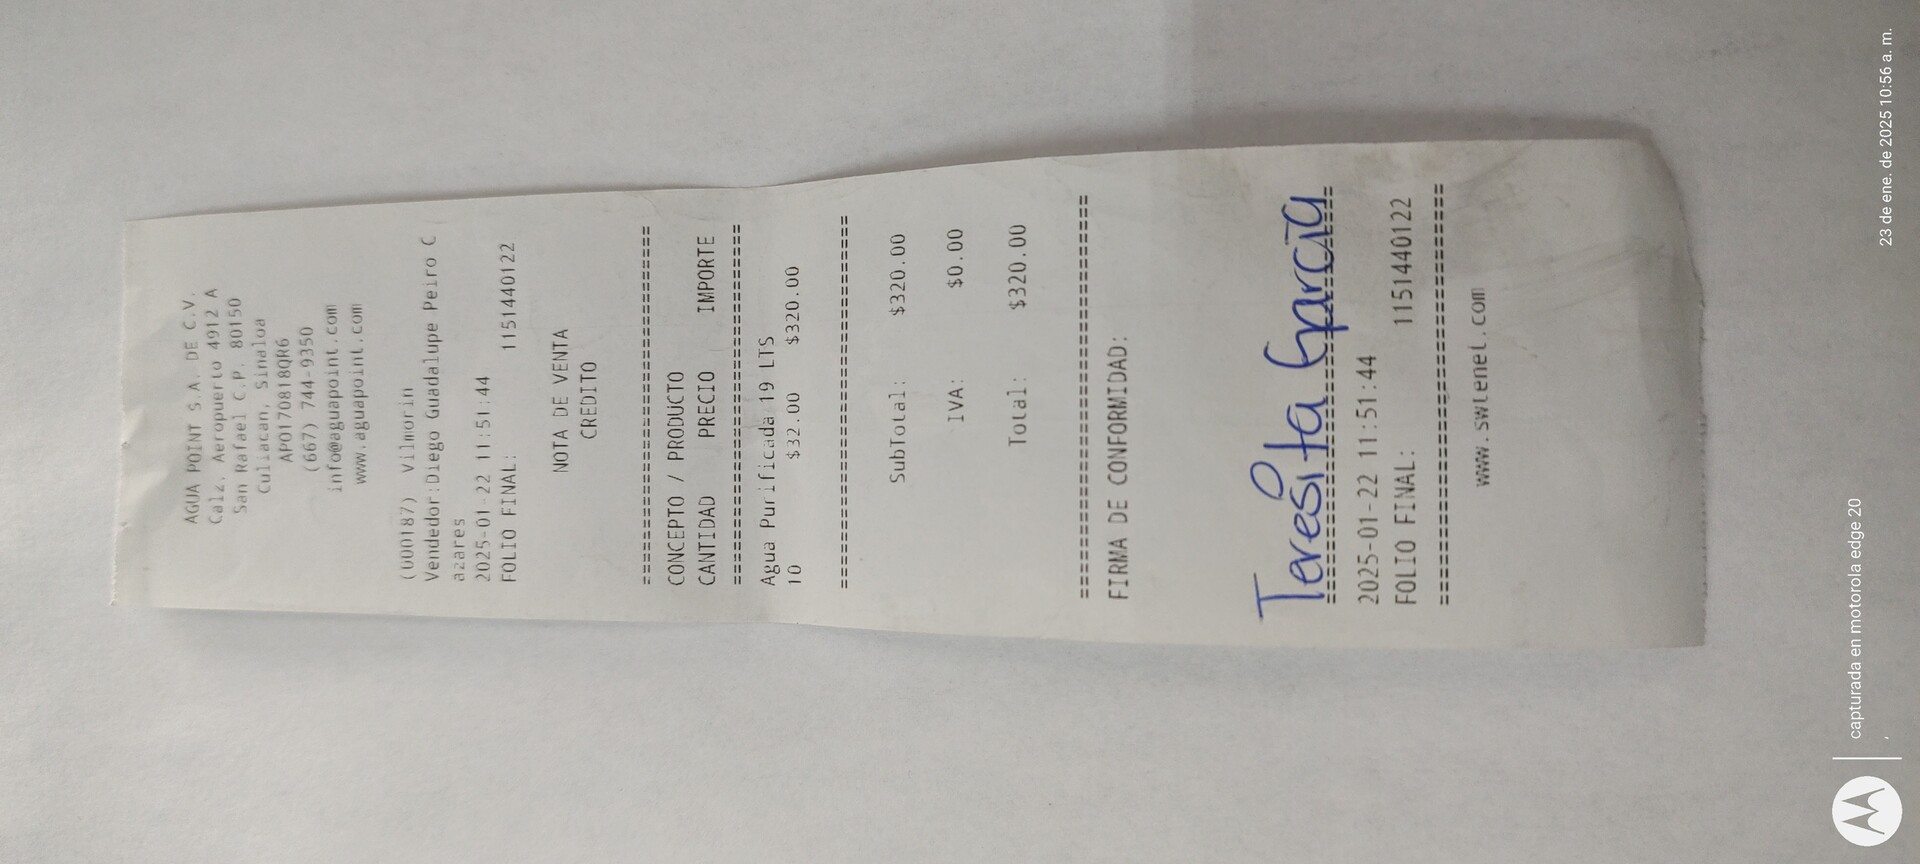 AGUA POINT S.A. DE C.V.
Calz. Aeropuerto 4912 A
San Rafael C.P. 80150
Culiacan, Sinaloa
APO170818QR6
(667) 744-9350
info@aguapoint.com
www.aguapoint.com
(000187) Vilmorin
Vendedor:Diego Guadalupe Peiro C
azares
2025-01-22 11:51:44
FOLIO FINAL: 1151440122
NOTA DE VENTA
CREDITO
==================================
CONCEPTO / PRODUCTO
CANTIDAD PRECIO IMPORTE
==================================
Agua Purificada 19 LTS
10 $32.00 $320.00
==================================
SubTotal: $320.00
IVA: $0.00
Total: $320.00
==================================
FIRMA DE CONFORMIDAD:
Teresita García
==================================
2025-01-22 11:51:44
FOLIO FINAL: 1151440122
==================================
www.swtenet.com
capturada en motorola edge 20
23 de ene. de 2025 10:56 a. m.